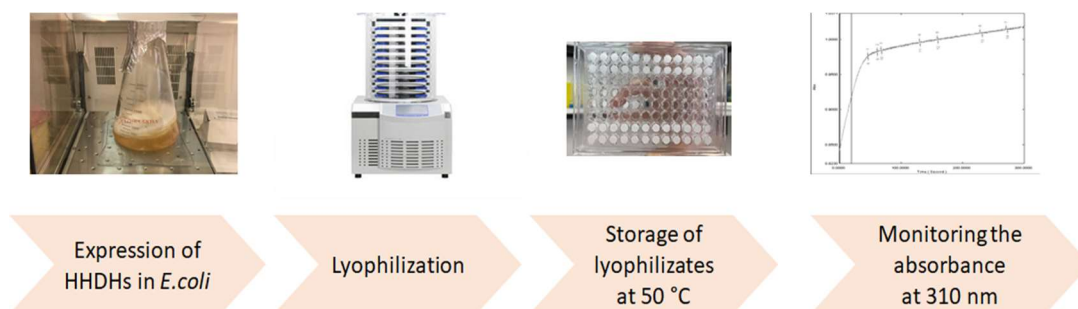 Expression of
HHDHs in E.coli
Lyophilization
Storage of
lyophilizates
at 50 °C
Monitoring the
absorbance
at 310 nm